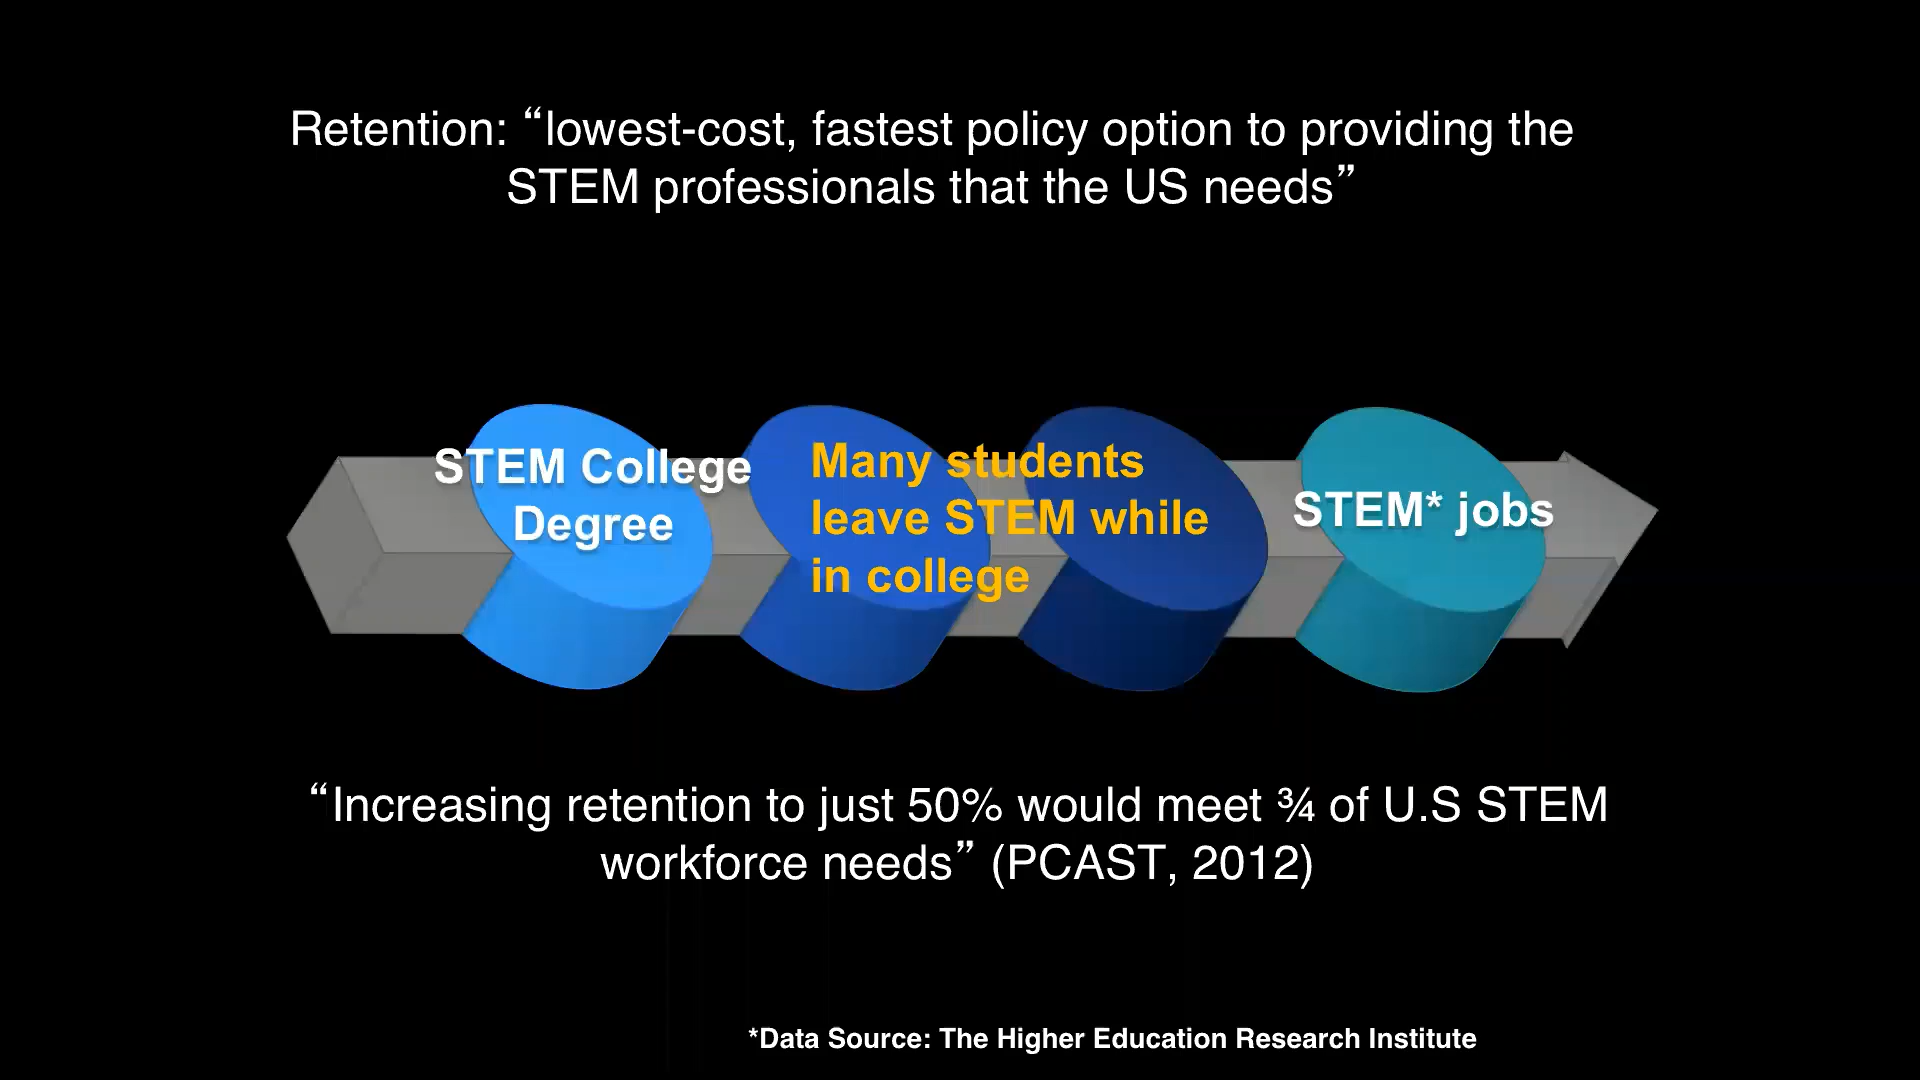 Retention: “lowest-cost, fastest policy option to providing the
STEM professionals that the US needs”
STEM College
Degree
Many students
leave STEM while
in college
STEM* jobs
“Increasing retention to just 50% would meet ¾ of U.S STEM
workforce needs” (PCAST, 2012)
*Data Source: The Higher Education Research Institute